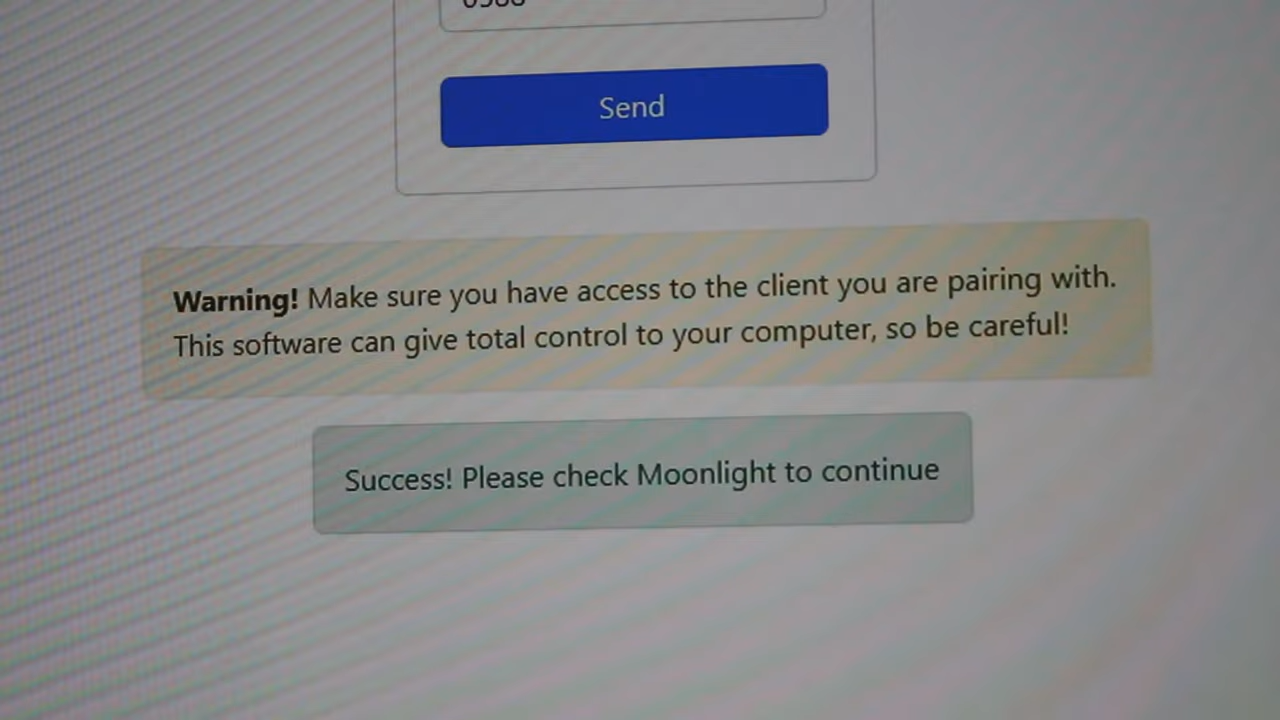 Send
Warning! Make sure you have access to the client you are pairing with.
This software can give total control to your computer, so be careful!
Success! Please check Moonlight to continue